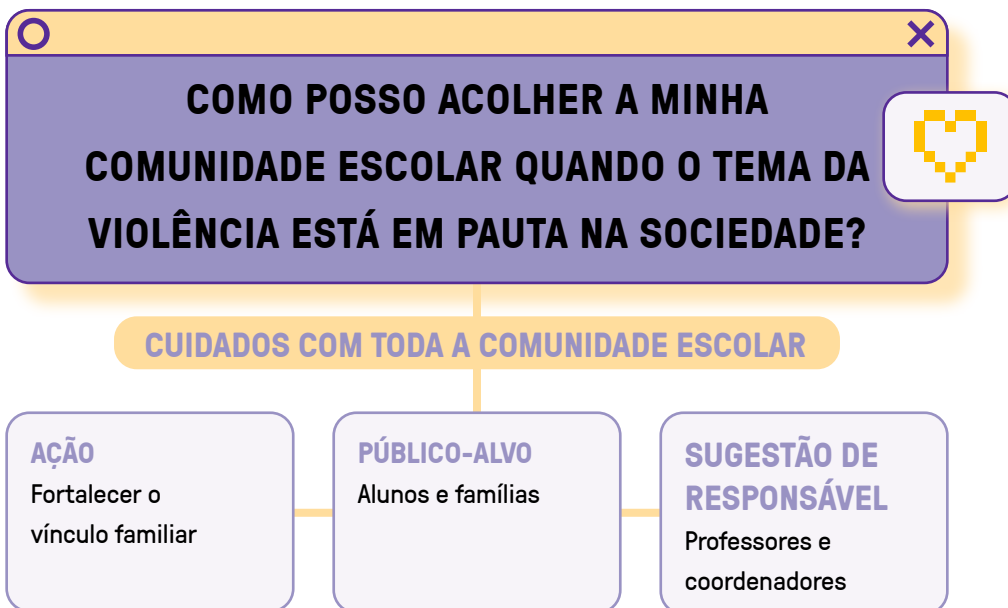 COMO POSSO ACOLHER A MINHA
COMUNIDADE ESCOLAR QUANDO O TEMA DA
VIOLÊNCIA ESTÁ EM PAUTA NA SOCIEDADE?
CUIDADOS COM TODA A COMUNIDADE ESCOLAR
AÇÃO
Fortalecer o
vínculo familiar
PÚBLICO-ALVO
Alunos e famílias
SUGESTÃO DE
RESPONSÁVEL
Professores e
coordenadores